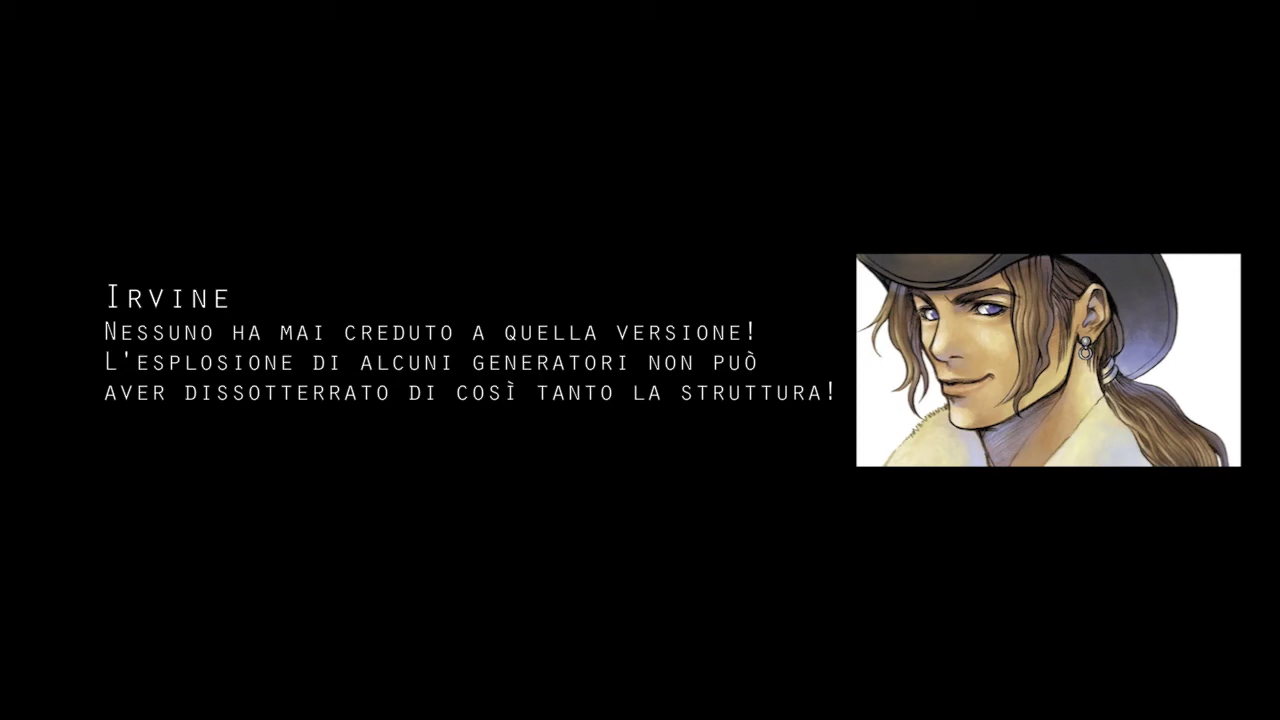 Irvine
Nessuno ha mai creduto a quella versione!
L'esplosione di alcuni generatori non può
aver dissotterrato di così tanto la struttura!